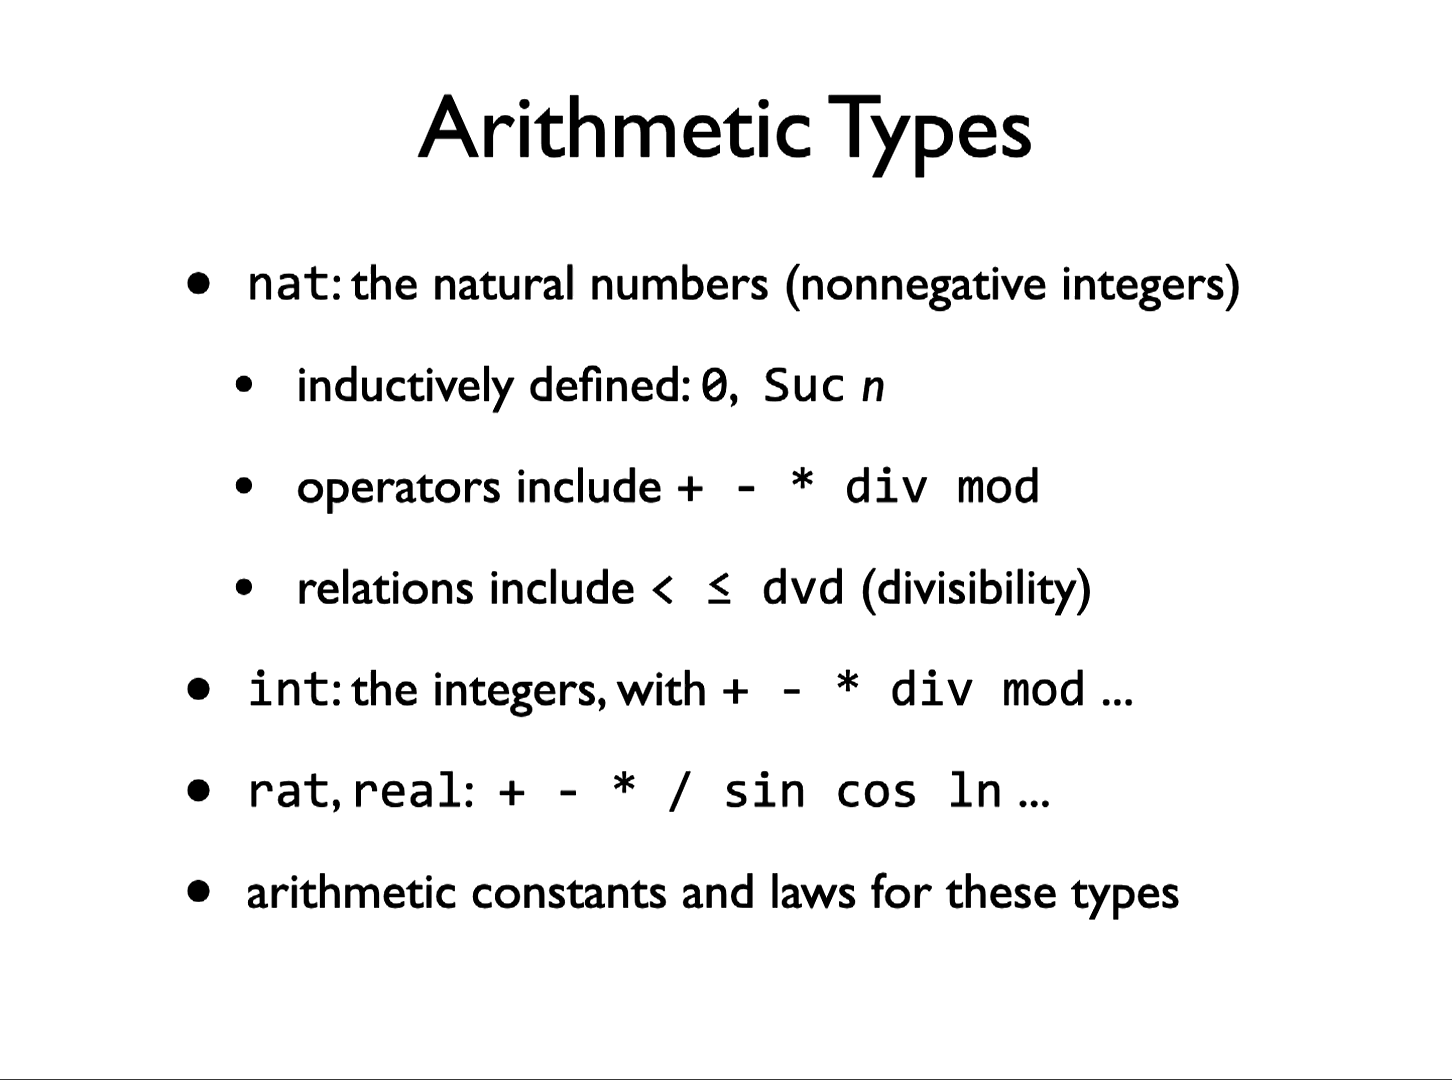 Arithmetic Types
• nat: the natural numbers (nonnegative integers)
• inductively defined: 0, Suc n
• operators include + - * div mod
• relations include < ≤ dvd (divisibility)
• int: the integers, with + - * div mod ...
• rat, real: + - * / sin cos ln ...
• arithmetic constants and laws for these types